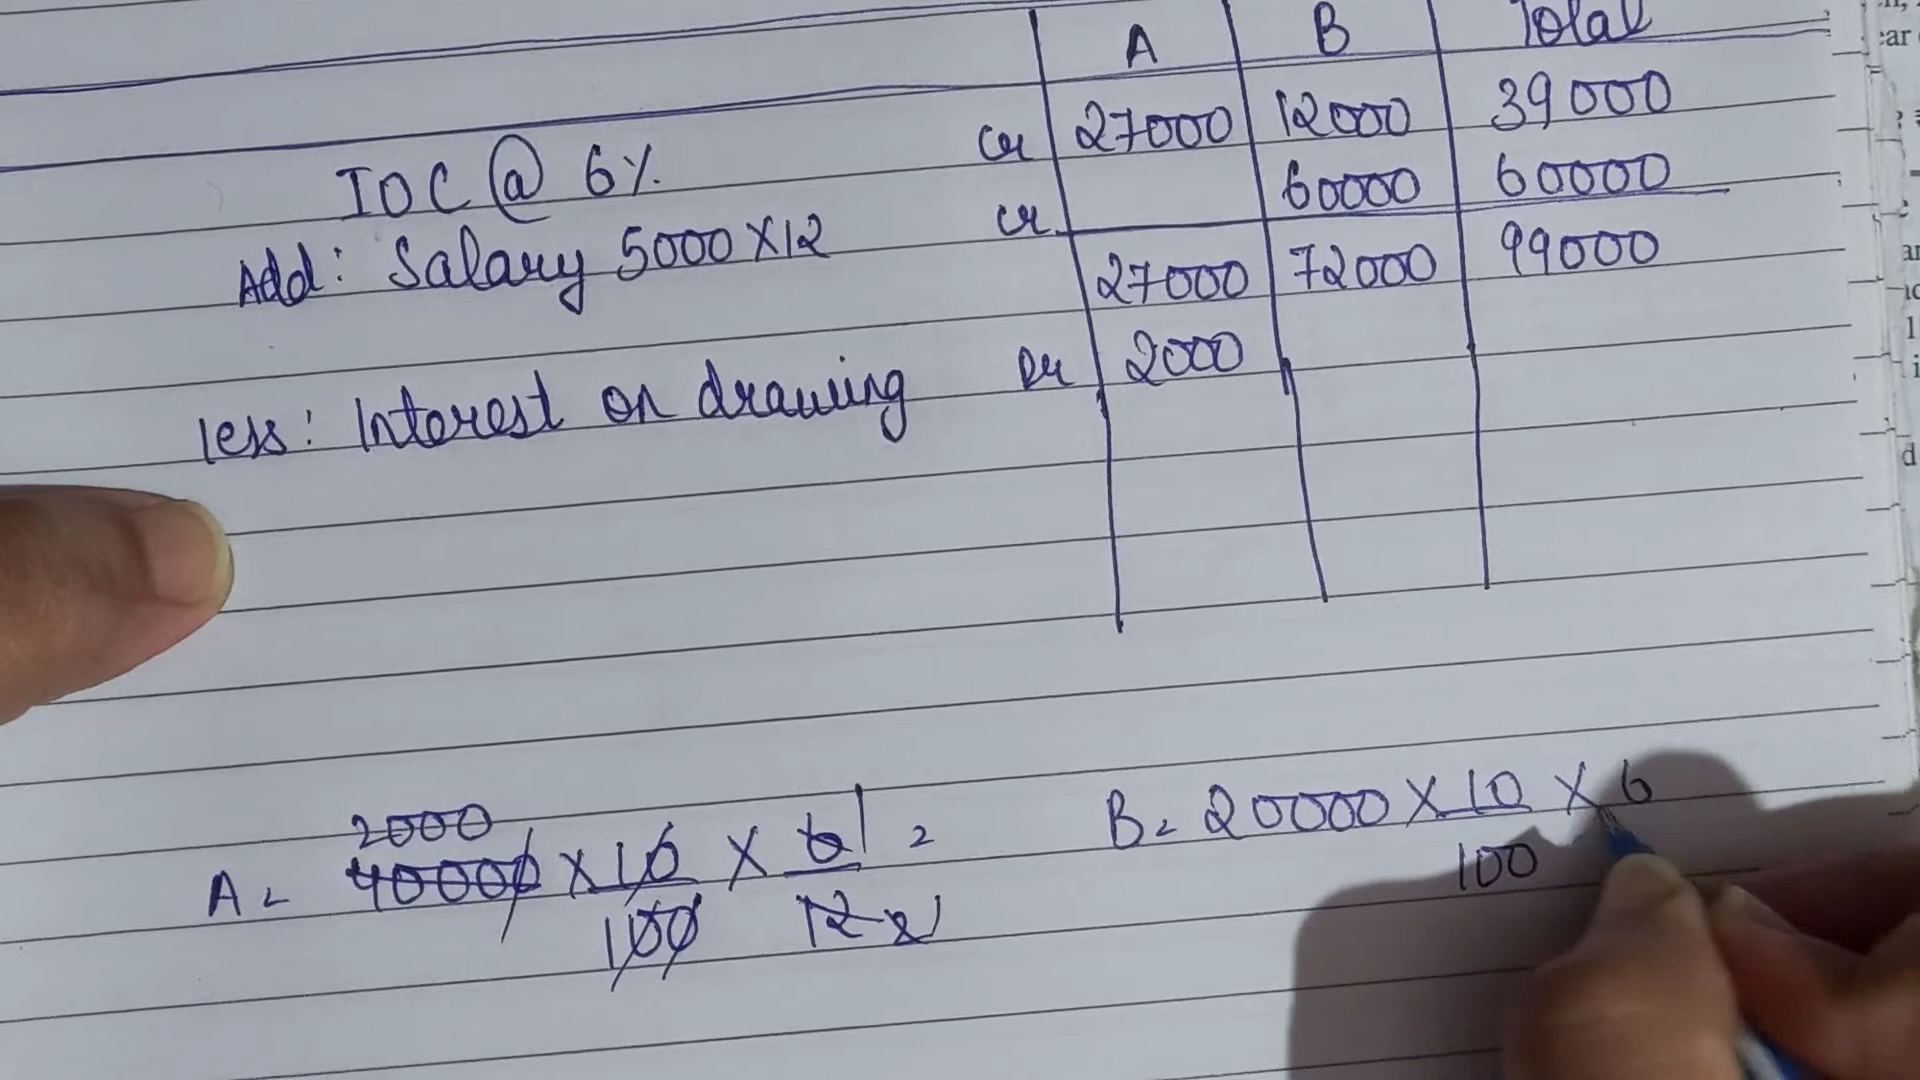 A B Total
IOC @ 6% Cr 27000 12000 39000
Add: Salary 5000 X 12 Cr 60000 60000
27000 72000 99000
less: Interest on drawing Dr 2000
2000
A = 40000 X 10 X 6 = B = 20000 X 10 X 6
100 12 2 100